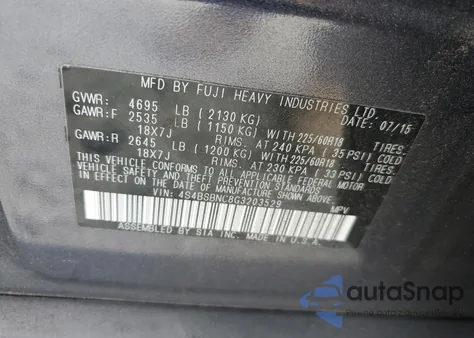 MFD BY FUJI HEAVY INDUSTRIES LTD.
GVWR: 4695 LB ( 2130 KG) DATE: 07/15
GAWR:F 2535 LB ( 1150 KG) WITH 225/60R18 TIRES.
18X7J RIMS. AT 240 KPA ( 35 PSI) COLD
GAWR:R 2645 LB ( 1200 KG) WITH 225/60R18 TIRES.
18X7J RIMS. AT 230 KPA ( 33 PSI) COLD
THIS VEHICLE CONFORMS TO ALL APPLICABLE FEDERAL MOTOR
VEHICLE SAFETY, BUMPER, AND THEFT PREVENTION STANDARDS
IN EFFECT ON THE DATE OF MANUFACTURE SHOWN ABOVE.
VIN: 4S4BSBNC8G3203529 MPV
ASSEMBLED BY SIA INC. MADE IN U.S.A.
autoSnap